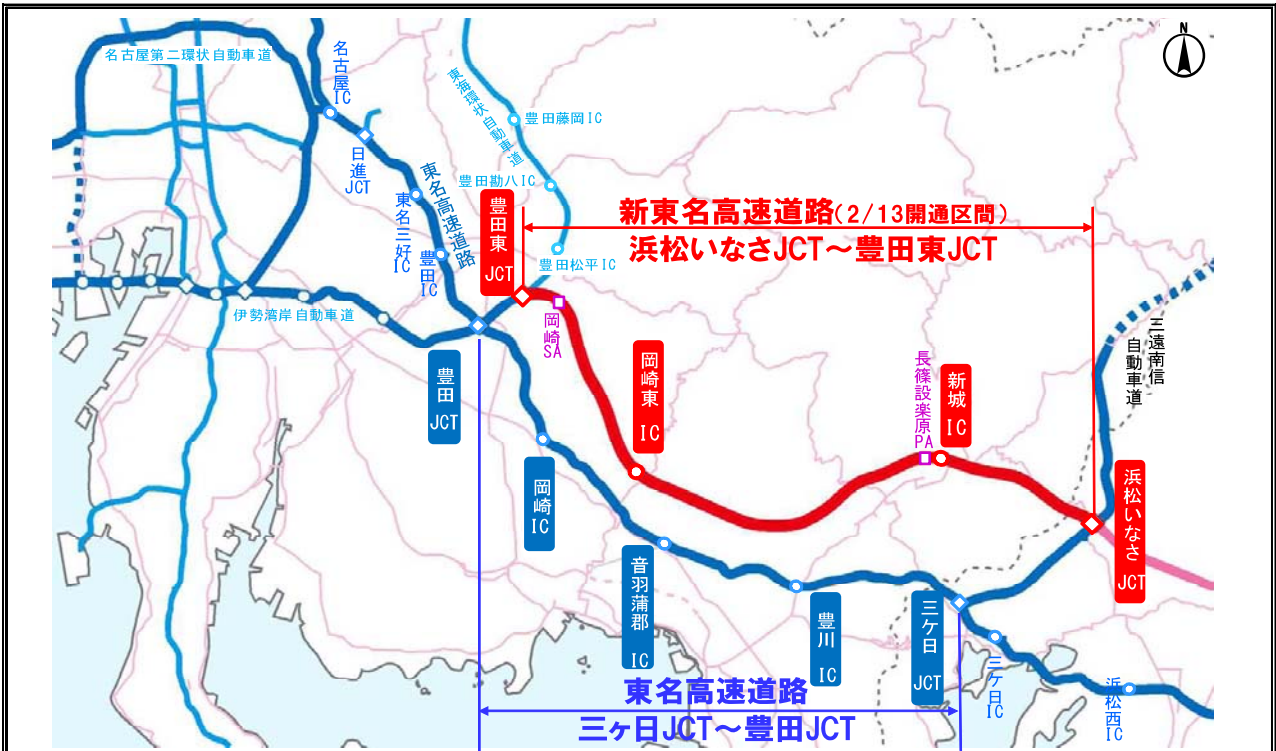 N
名古屋第二環状自動車道
名古屋IC
日進JCT
東名三好IC
東名高速道路
豊田IC
東海環状自動車道
豊田藤岡IC
豊田勘八IC
豊田松平IC
豊田東JCT
新東名高速道路(2/13開通区間)
浜松いなさJCT～豊田東JCT
伊勢湾岸自動車道
岡崎SA
豊田JCT
岡崎東IC
長篠設楽原PA
新城IC
三遠南信自動車道
浜松いなさJCT
岡崎IC
音羽蒲郡IC
豊川IC
三ケ日JCT
三ケ日IC
浜松西IC
東名高速道路
三ヶ日JCT～豊田JCT